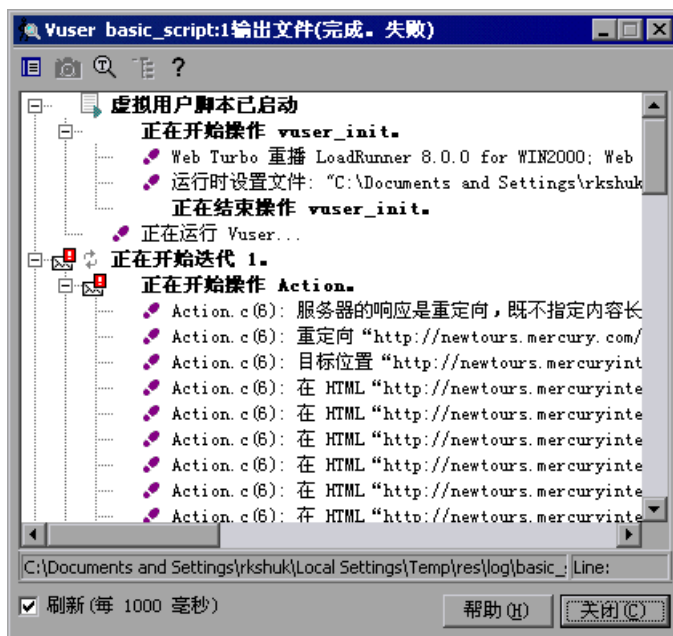 Vuser basic_script:1输出文件(完成。失败)
虚拟用户脚本已启动
正在开始操作 vuser_init。
Web Turbo 重播 LoadRunner 8.0.0 for WIN2000; Web
运行时设置文件: "C:\Documents and Settings\rkshuk
正在结束操作 vuser_init。
正在运行 Vuser...
正在开始迭代 1。
正在开始操作 Action。
Action.c(6): 服务器的响应是重定向，既不指定内容长
Action.c(6): 重定向 "http://newtours.mercury.com/
Action.c(6): 目标位置 "http://newtours.mercuryint
Action.c(6): 在 HTML "http://newtours.mercuryinte
Action.c(6): 在 HTML "http://newtours.mercuryinte
Action.c(6): 在 HTML "http://newtours.mercuryinte
Action.c(6): 在 HTML "http://newtours.mercuryinte
Action.c(6): 在 HTML "http://newtours.mercuryinte
Action.c(6): 在 HTML "http://newtours.mercuryinte
C:\Documents and Settings\rkshuk\Local Settings\Temp\res\log\basic_ Line:
刷新(每 1000 毫秒) 帮助(H) 关闭(C)